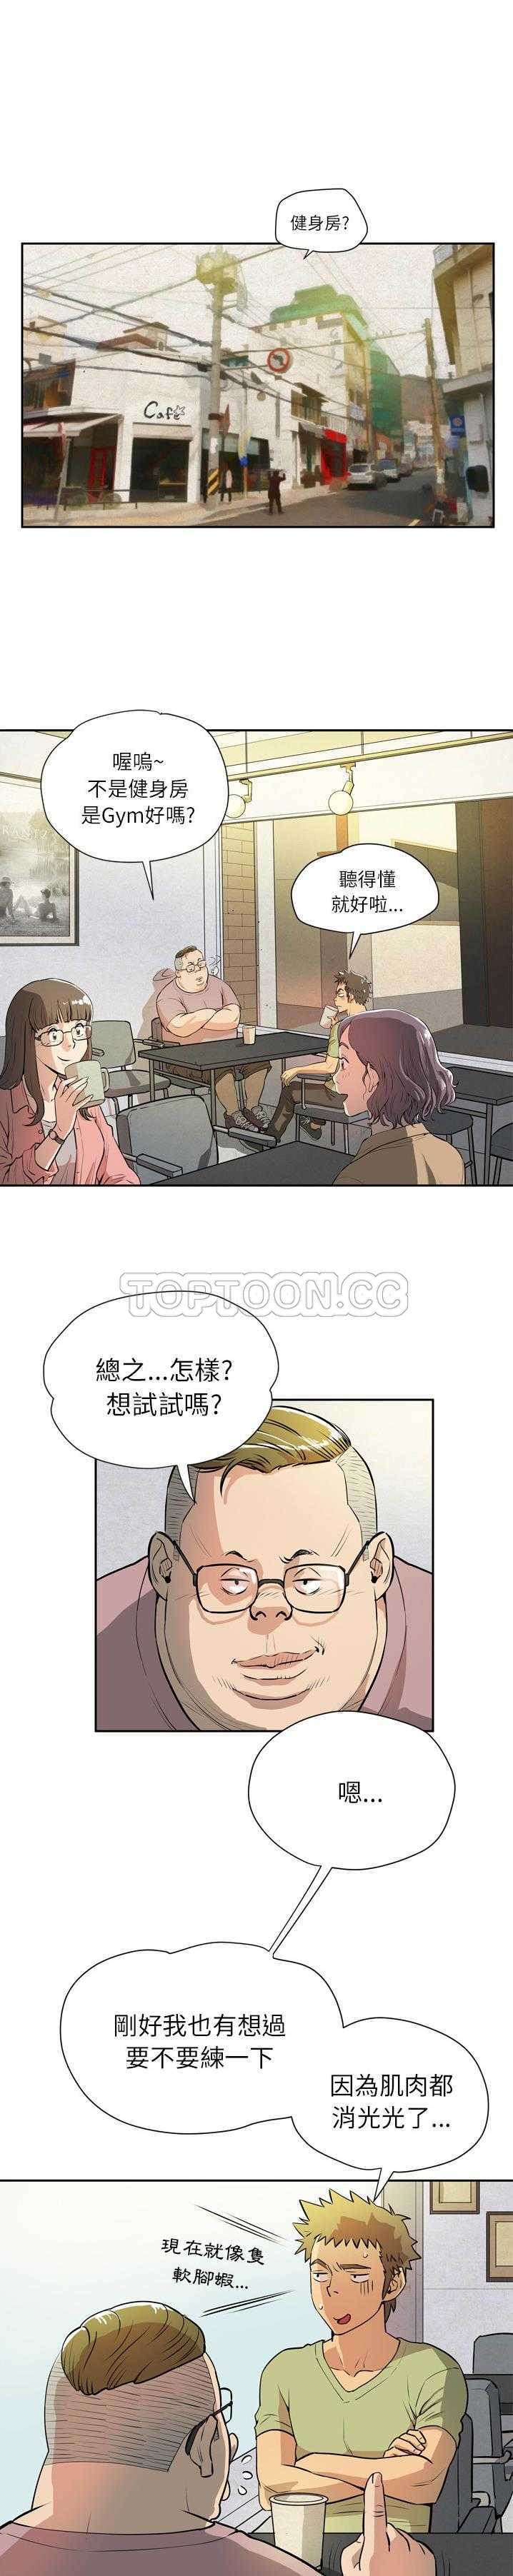 健身房?
Café
喔嗚~
不是健身房
是Gym好嗎?
聽得懂
就好啦...
TOPTOON.CC
總之...怎樣?
想試試嗎?
嗯...
剛好我也有想過
要不要練一下
因為肌肉都
消光光了...
現在就像隻
軟腳蝦...